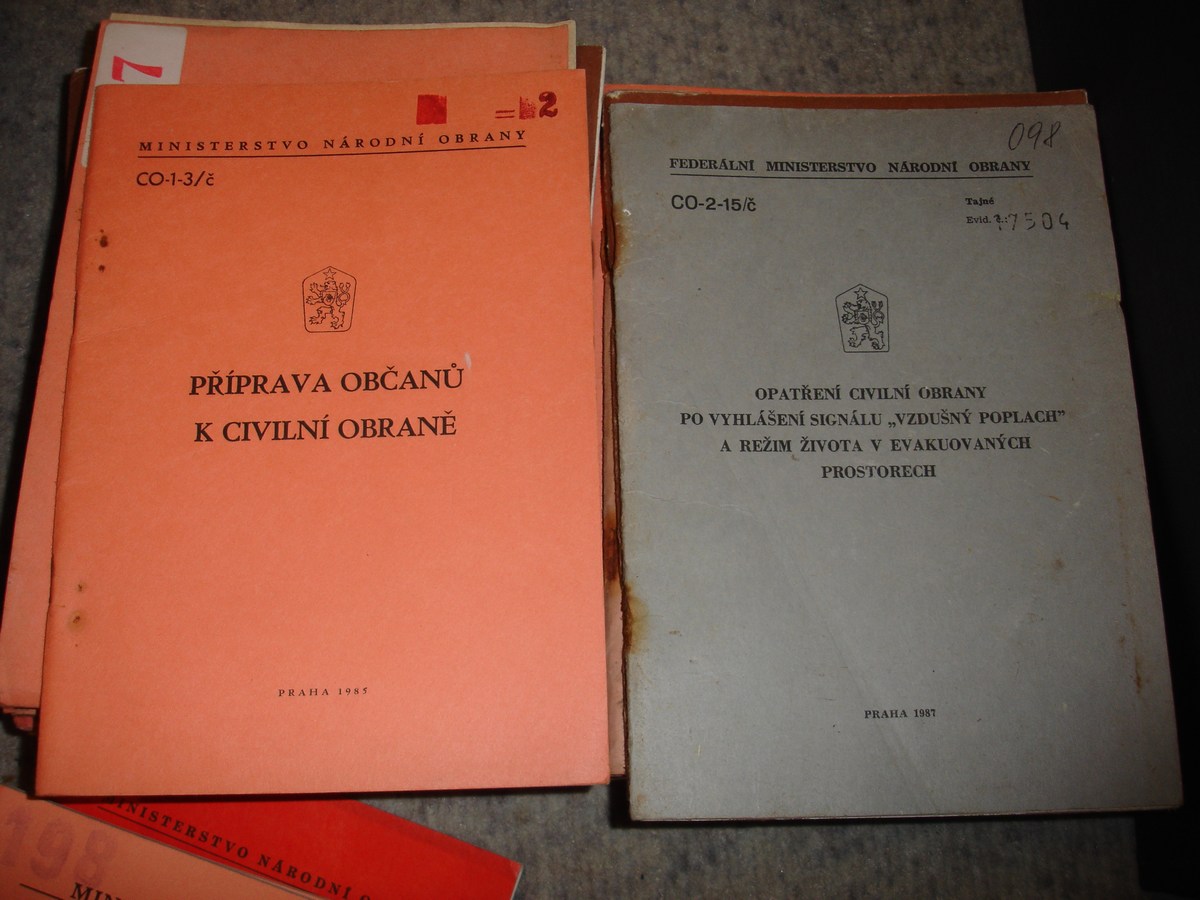 7
2
MINISTERSTVO NÁRODNÍ OBRANY
CO-1-3/č
PŘÍPRAVA OBČANŮ
K CIVILNÍ OBRANĚ
PRAHA 1985
098
FEDERÁLNÍ MINISTERSTVO NÁRODNÍ OBRANY
CO-2-15/č
Tajné
Evid. č.: 17504
OPATŘENÍ CIVILNÍ OBRANY
PO VYHLÁŠENÍ SIGNÁLU „VZDUŠNÝ POPLACH”
A REŽIM ŽIVOTA V EVAKUOVANÝCH
PROSTORECH
PRAHA 1987
MINISTERSTVO NÁRODNÍ O
198
MIN